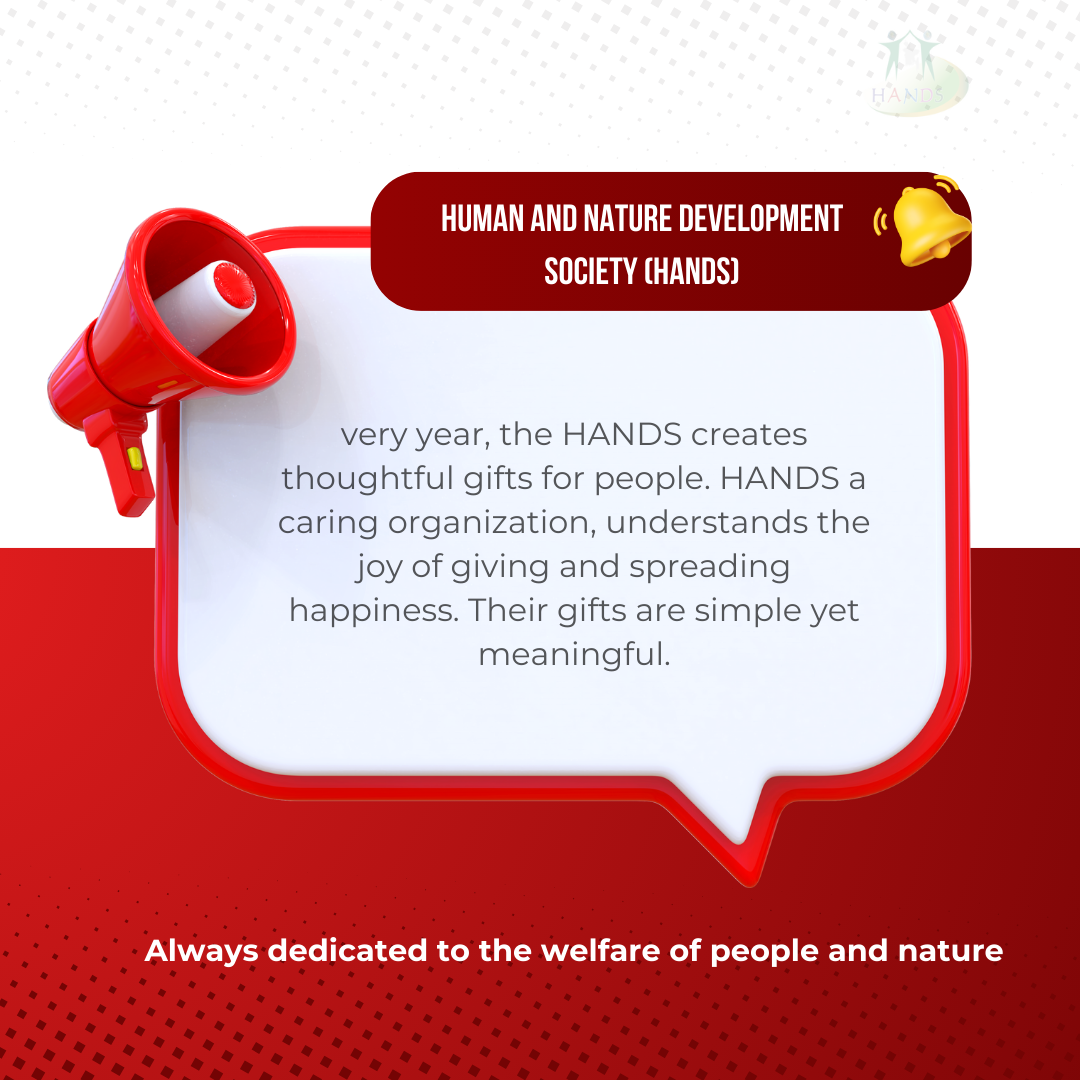 HANDS
HUMAN AND NATURE DEVELOPMENT
SOCIETY (HANDS)
very year, the HANDS creates
thoughtful gifts for people. HANDS a
caring organization, understands the
joy of giving and spreading
happiness. Their gifts are simple yet
meaningful.
Always dedicated to the welfare of people and nature